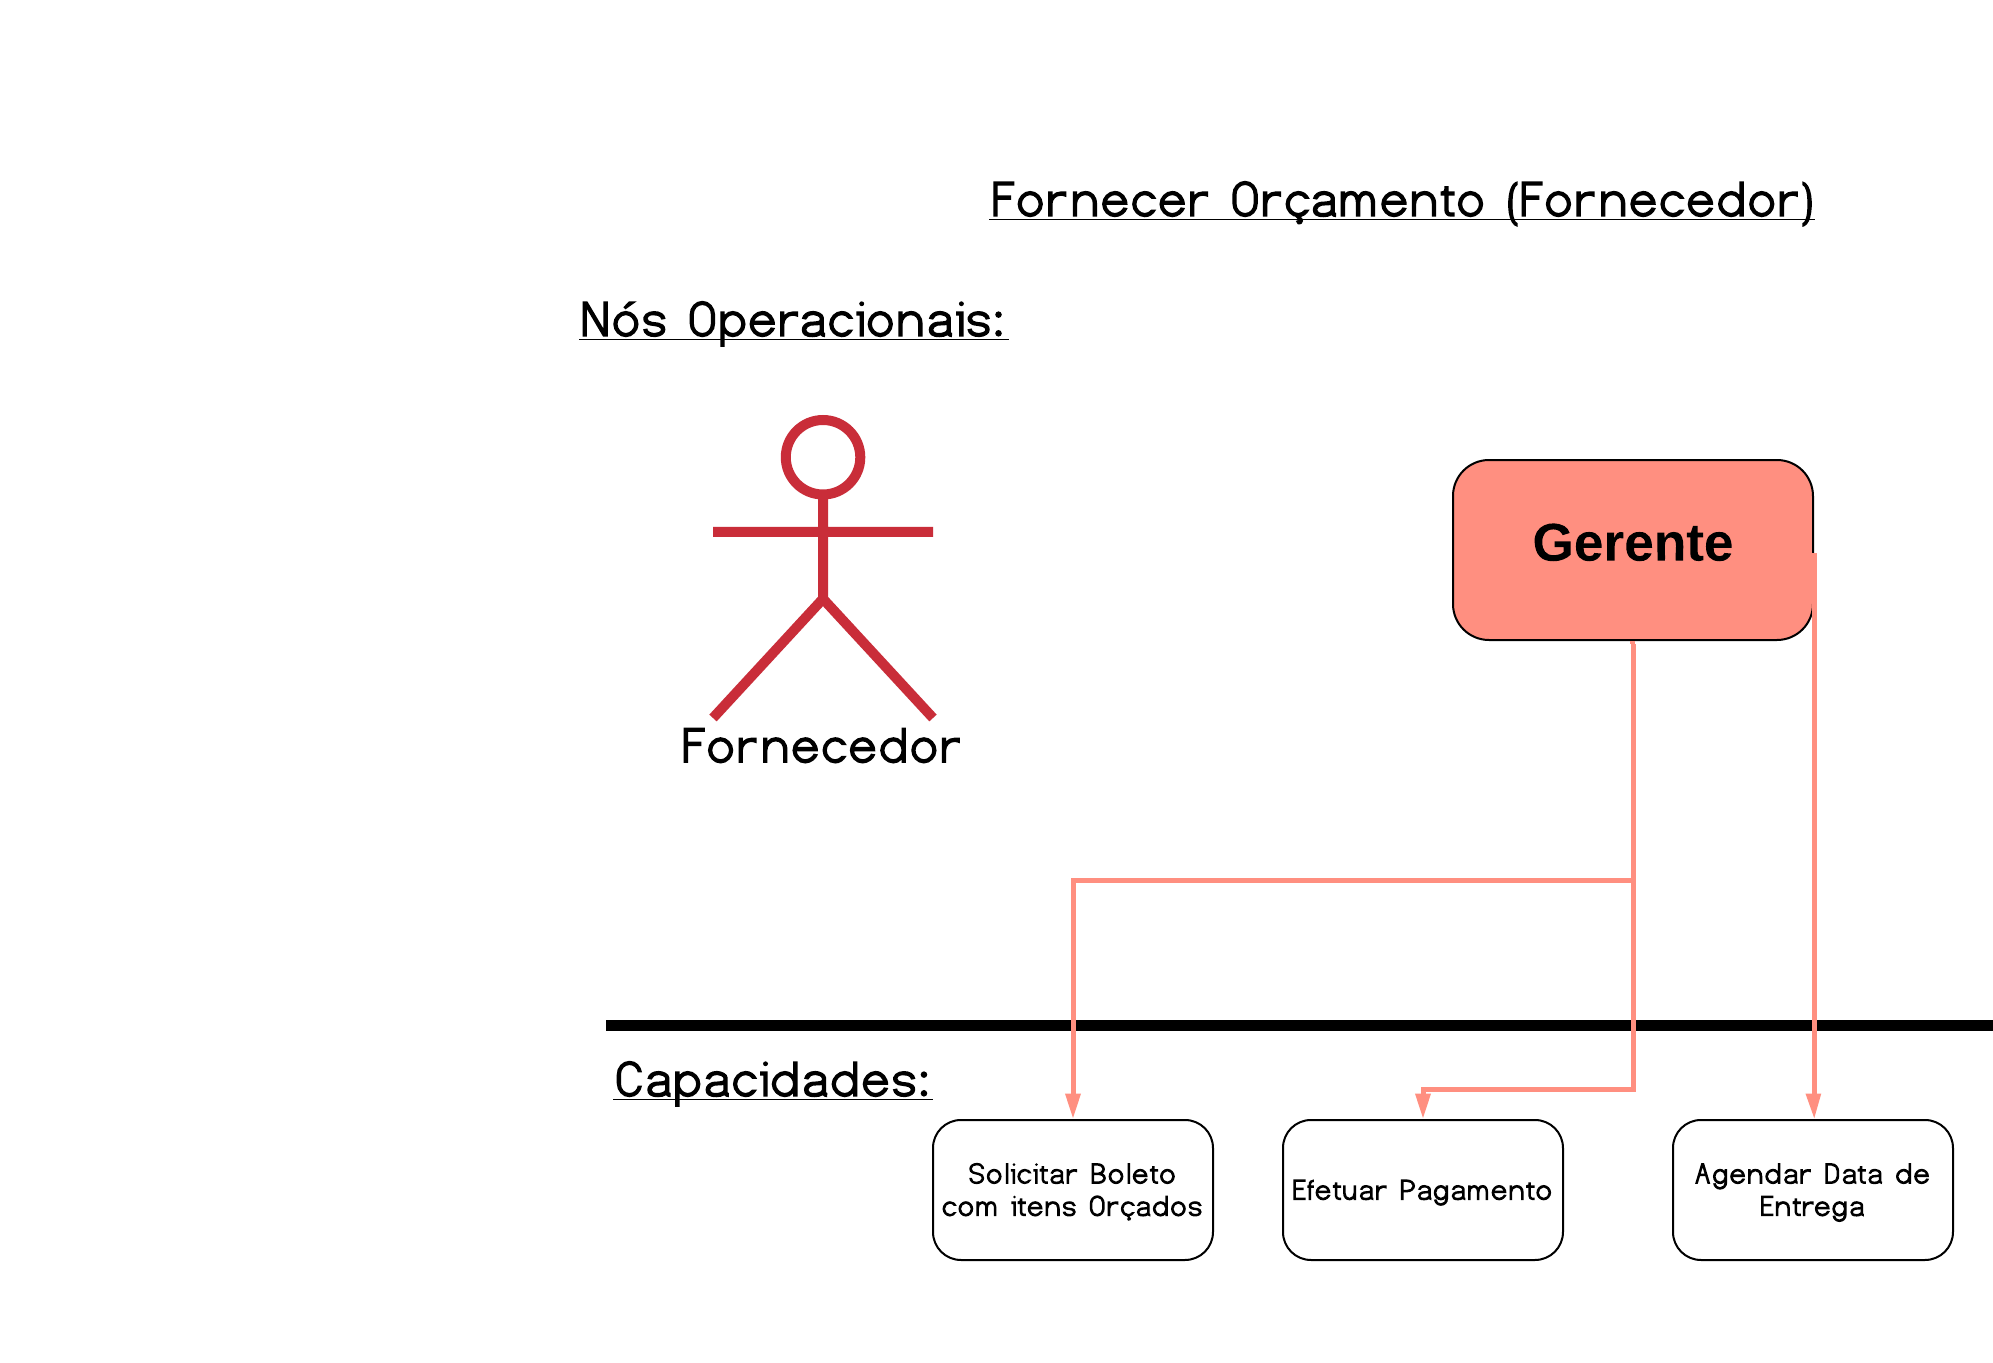 Fornecer Orçamento (Fornecedor)
Nós Operacionais:
Gerente
Fornecedor
Capacidades:
Solicitar Boleto
com itens Orçados
Efetuar Pagamento
Agendar Data de
Entrega